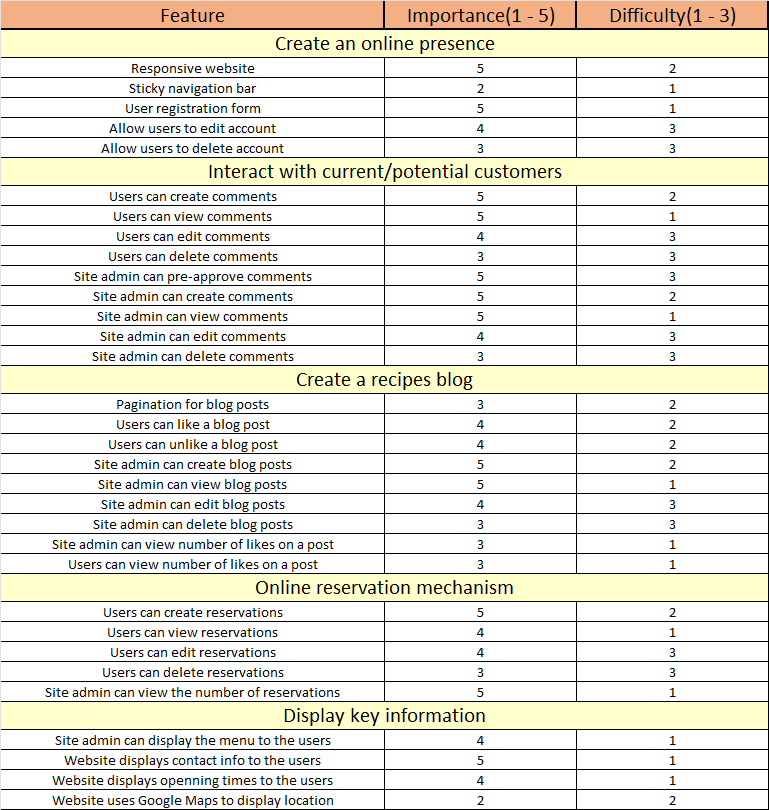 Feature Importance(1 - 5) Difficulty(1 - 3)
Create an online presence
Responsive website 5 2
Sticky navigation bar 2 1
User registration form 5 1
Allow users to edit account 4 3
Allow users to delete account 3 3
Interact with current/potential customers
Users can create comments 5 2
Users can view comments 5 1
Users can edit comments 4 3
Users can delete comments 3 3
Site admin can pre-approve comments 5 3
Site admin can create comments 5 2
Site admin can view comments 5 1
Site admin can edit comments 4 3
Site admin can delete comments 3 3
Create a recipes blog
Pagination for blog posts 3 2
Users can like a blog post 4 2
Users can unlike a blog post 4 2
Site admin can create blog posts 5 2
Site admin can view blog posts 5 1
Site admin can edit blog posts 4 3
Site admin can delete blog posts 3 3
Site admin can view number of likes on a post 3 1
Users can view number of likes on a post 3 1
Online reservation mechanism
Users can create reservations 5 2
Users can view reservations 4 1
Users can edit reservations 4 3
Users can delete reservations 3 3
Site admin can view the number of reservations 5 1
Display key information
Site admin can display the menu to the users 4 1
Website displays contact info to the users 5 1
Website displays openning times to the users 4 1
Website uses Google Maps to display location 2 2